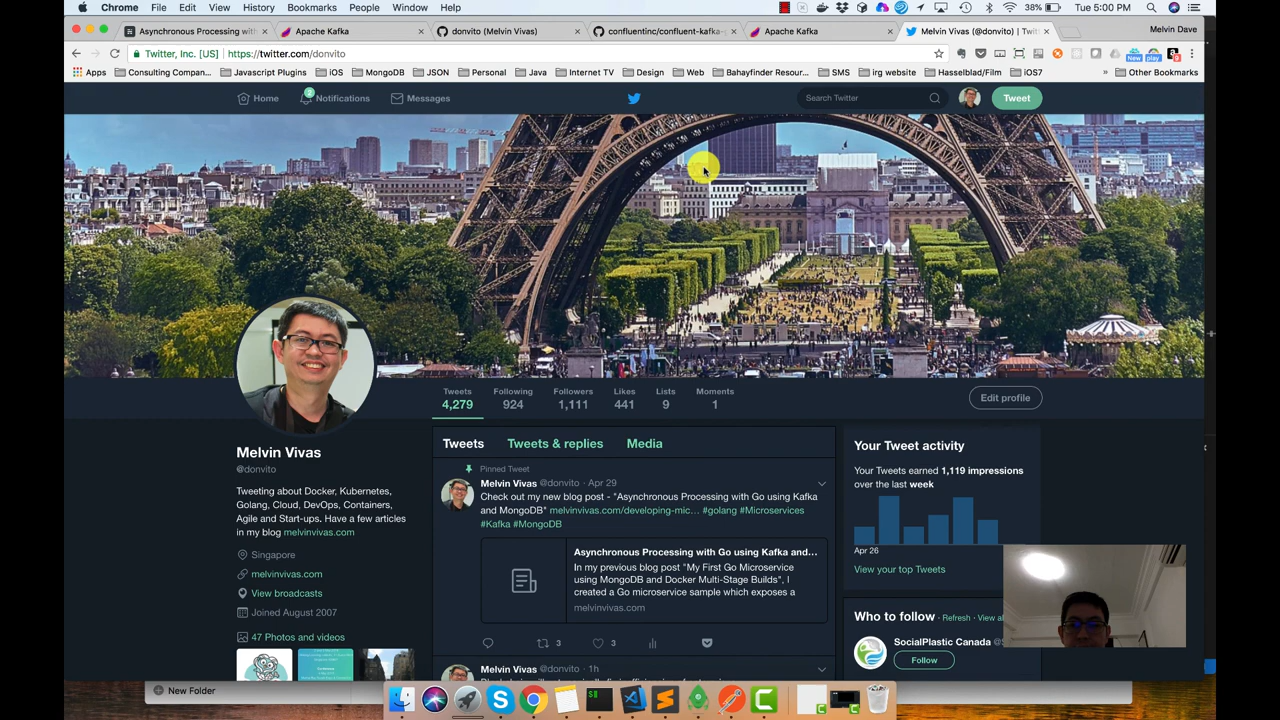 Chrome File Edit View History Bookmarks People Window Help 38% Tue 5:00 PM
Asynchronous Processing with × Apache Kafka × donvito (Melvin Vivas) × confluentinc/confluent-kafka- × Apache Kafka × Melvin Vivas (@donvito) | Twit × Melvin Dave
Twitter, Inc. [US] https://twitter.com/donvito
Apps Consulting Compan... Javascript Plugins iOS MongoDB JSON Personal Java Internet TV Design Web Bahayfinder Resour... SMS irg website Hasselblad/Film iOS7 » Other Bookmarks
New play 9
Home 2 Notifications Messages Search Twitter Tweet
Tweets Following Followers Likes Lists Moments
4,279 924 1,111 441 9 1
Edit profile
Melvin Vivas
@donvito
Tweeting about Docker, Kubernetes,
Golang, Cloud, DevOps, Containers,
Agile and Start-ups. Have a few articles
in my blog melvinvivas.com
Singapore
melvinvivas.com
View broadcasts
Joined August 2007
47 Photos and videos
Tweets Tweets & replies Media
Pinned Tweet
Melvin Vivas @donvito · Apr 29
Check out my new blog post - "Asynchronous Processing with Go using Kafka
and MongoDB" melvinvivas.com/developing-mic... #golang #Microservices
#Kafka #MongoDB
Asynchronous Processing with Go using Kafka and...
In my previous blog post "My First Go Microservice
using MongoDB and Docker Multi-Stage Builds", I
created a Go microservice sample which exposes a
melvinvivas.com
3 3
Melvin Vivas @donvito · 1h
Your Tweet activity
Your Tweets earned 1,119 impressions
over the last week
Apr 26
View your top Tweets
Who to follow · Refresh · View al
SocialPlastic Canada @
Follow
New Folder